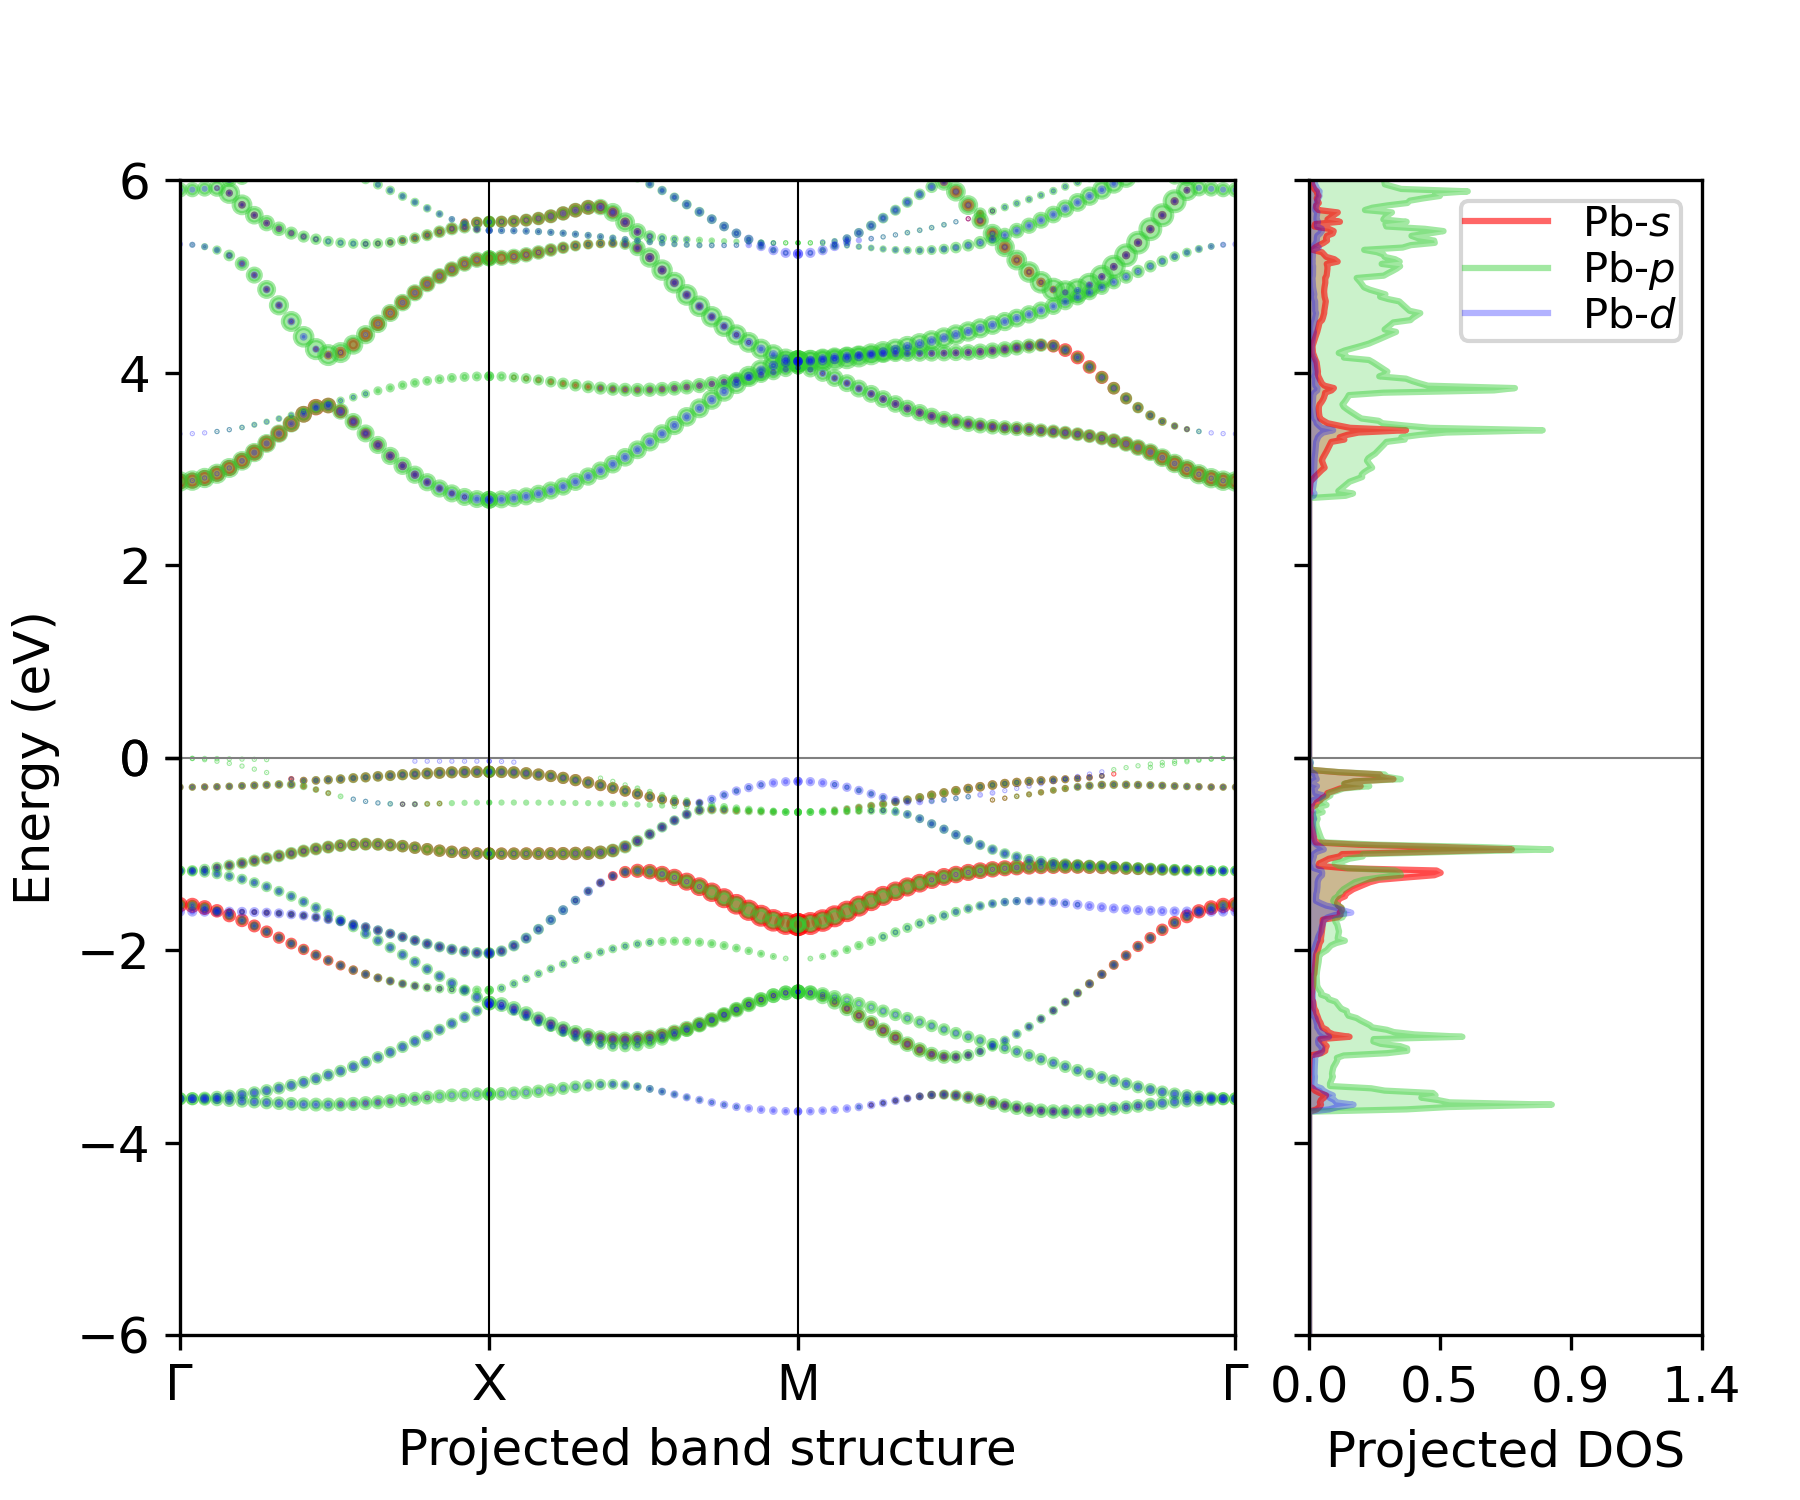 6
4
2
0
−2
−4
−6
Energy (eV)
Γ X M Γ
Projected band structure
Pb-s
Pb-p
Pb-d
0.0 0.5 0.9 1.4
Projected DOS